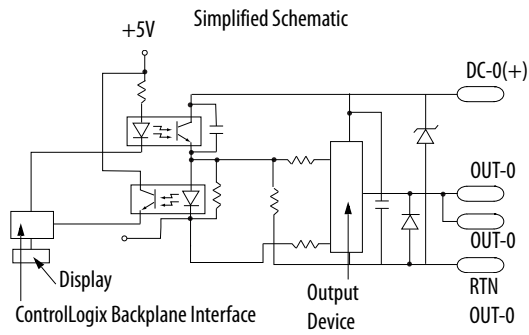 Simplified Schematic
+5V
DC-0(+)
OUT-0
OUT-0
RTN
OUT-0
Display
ControlLogix Backplane Interface
Output
Device